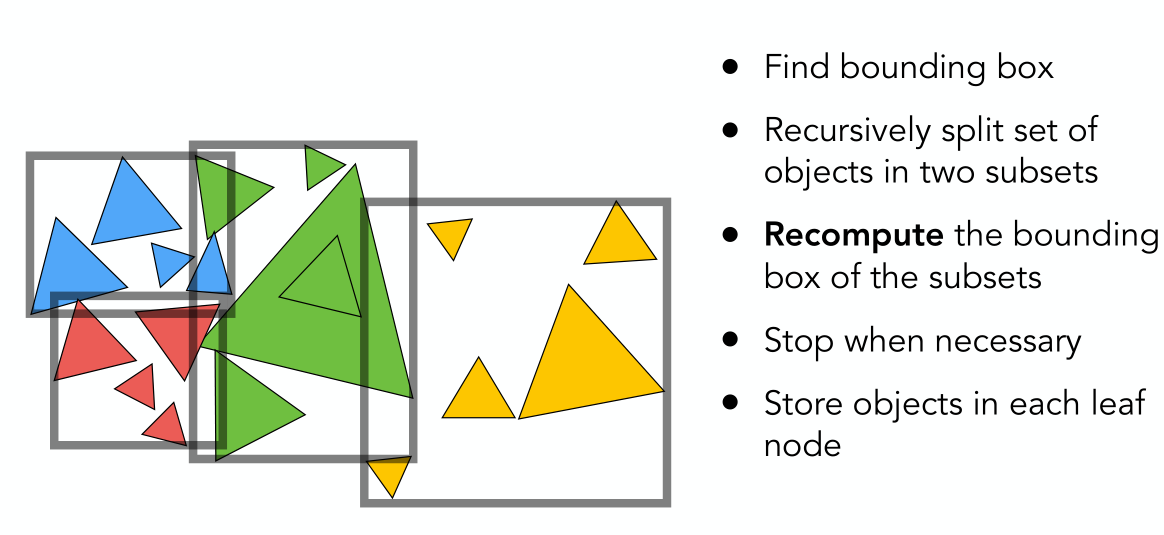 ● Find bounding box
● Recursively split set of
objects in two subsets
● Recompute the bounding
box of the subsets
● Stop when necessary
● Store objects in each leaf
node